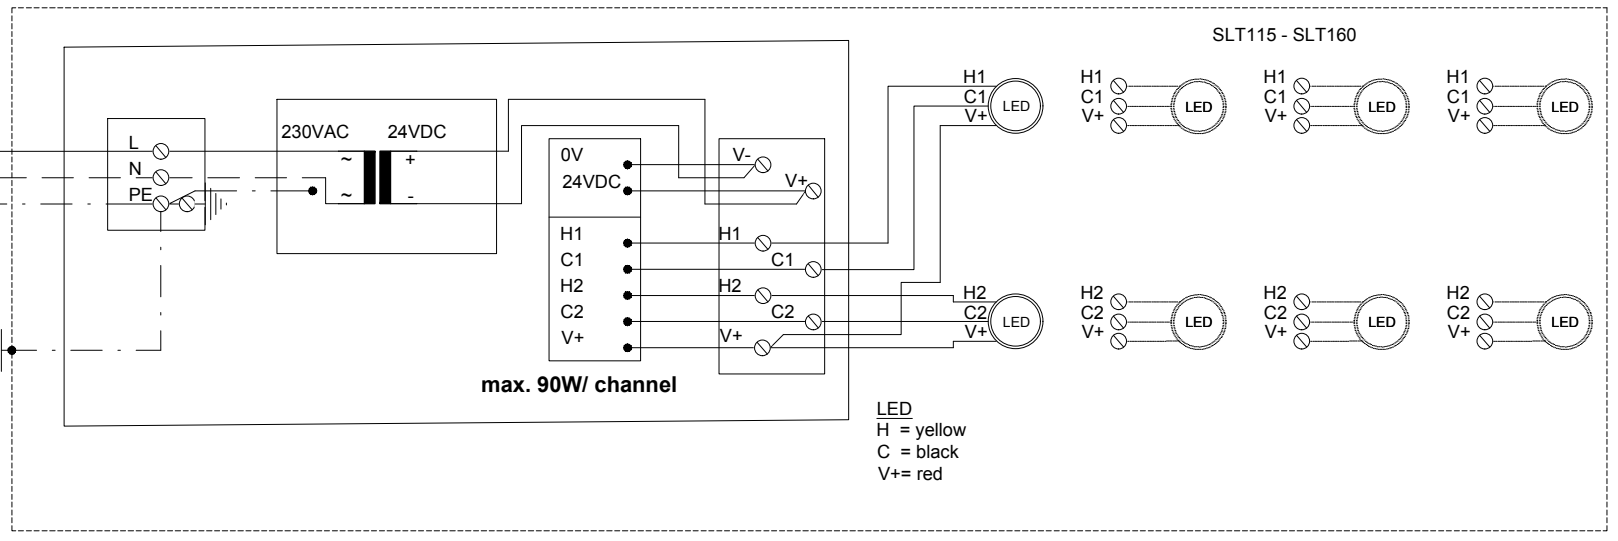 SLT115 - SLT160
L
N
PE
230VAC 24VDC
~ +
~ -
0V
24VDC
H1
C1
H2
C2
V+
max. 90W/ channel
V-
V+
H1
C1
H2
C2
V+
H1
C1
V+
LED
H1
C1
V+
LED
H1
C1
V+
LED
H1
C1
V+
LED
H2
C2
V+
LED
H2
C2
V+
LED
H2
C2
V+
LED
H2
C2
V+
LED
LED
H = yellow
C = black
V+= red